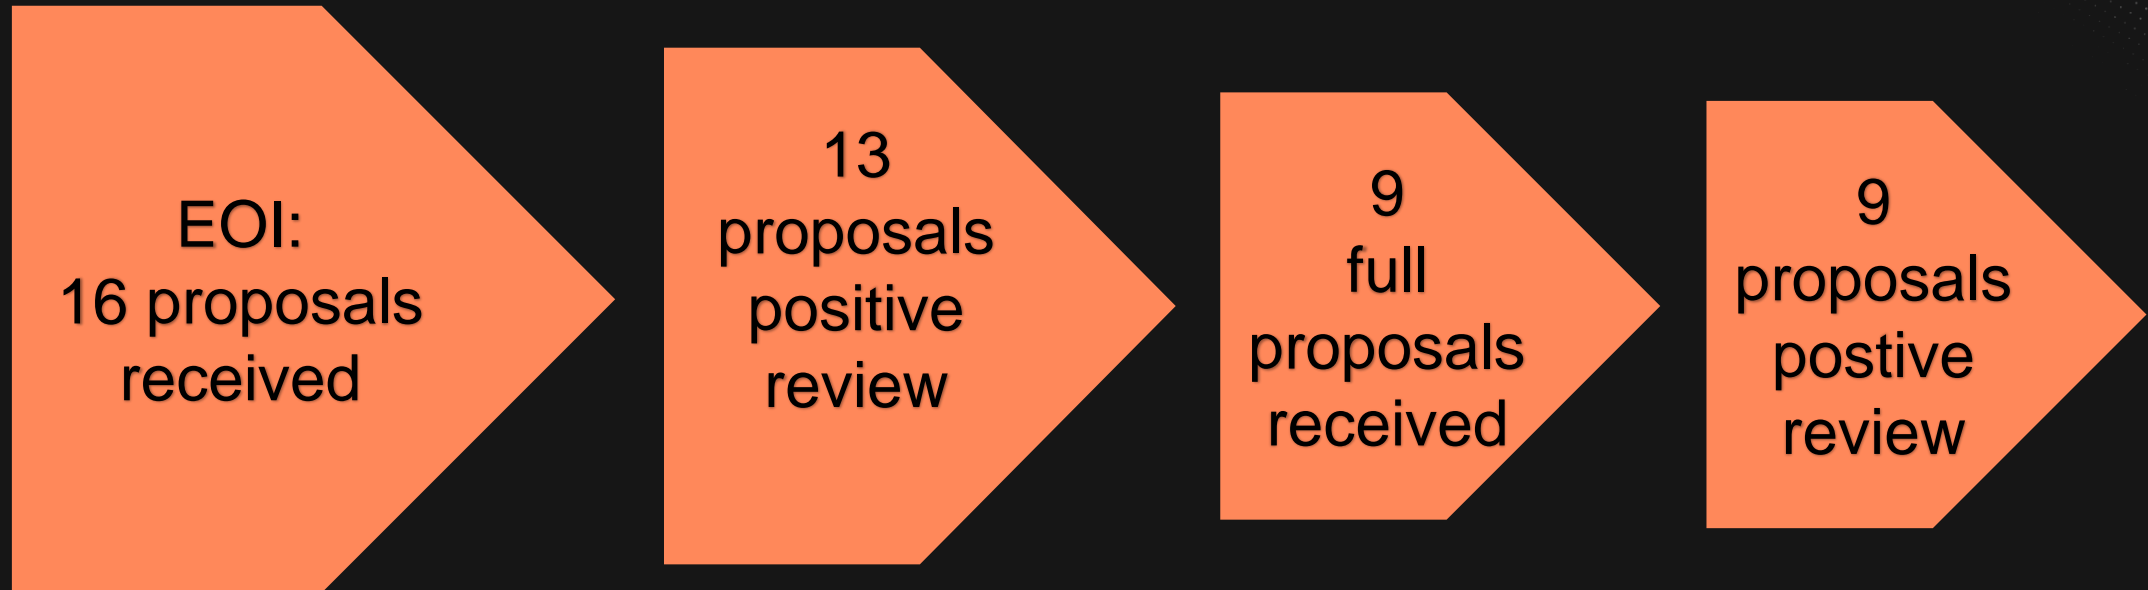 EOI:
16 proposals
received
13
proposals
positive
review
9
full
proposals
received
9
proposals
postive
review